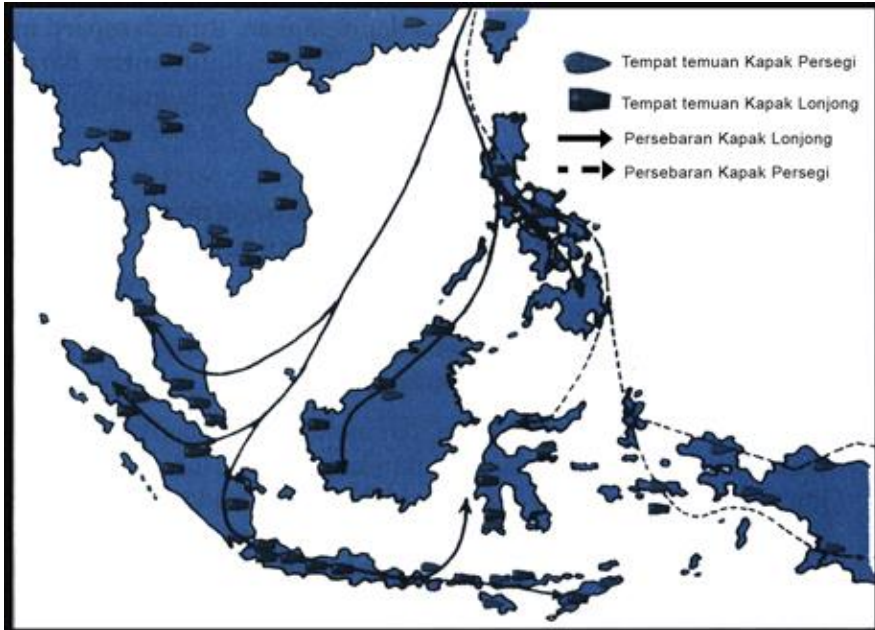 Tempat temuan Kapak Persegi
Tempat temuan Kapak Lonjong
Persebaran Kapak Lonjong
Persebaran Kapak Persegi